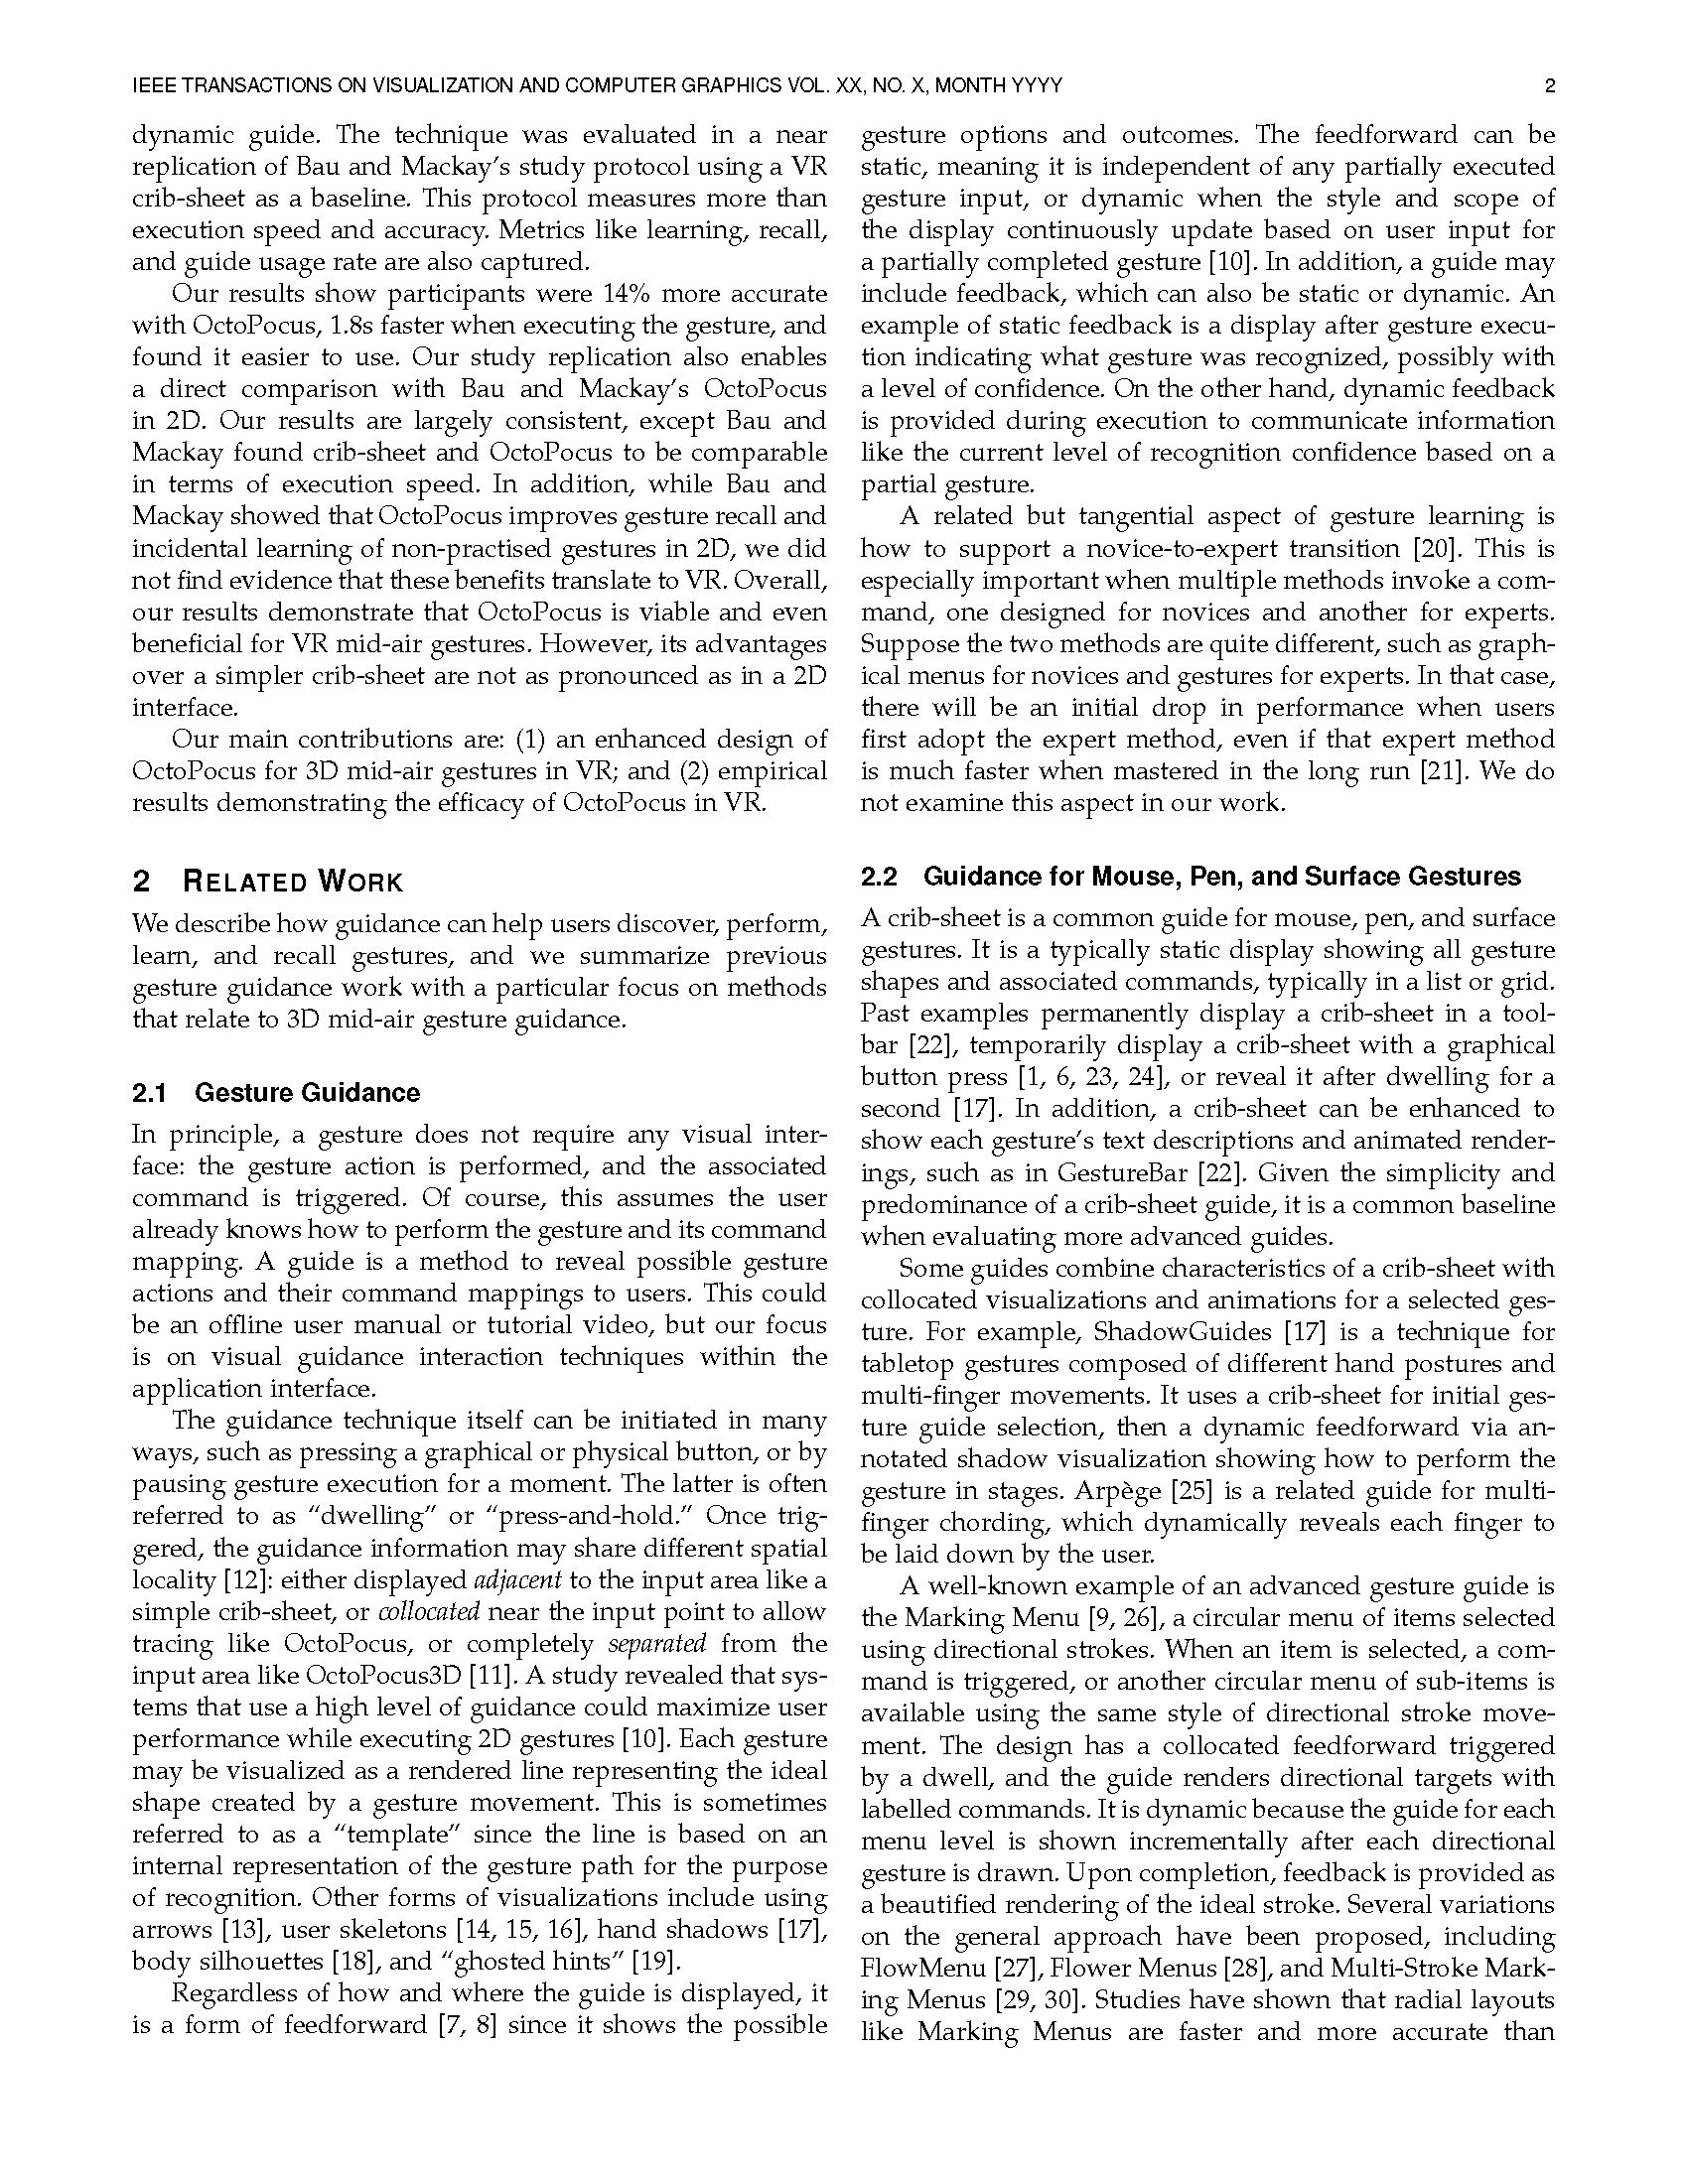 IEEE TRANSACTIONS ON VISUALIZATION AND COMPUTER GRAPHICS VOL. XX, NO. X, MONTH YYYY 2
dynamic guide. The technique was evaluated in a near
replication of Bau and Mackay's study protocol using a VR
crib-sheet as a baseline. This protocol measures more than
execution speed and accuracy. Metrics like learning, recall,
and guide usage rate are also captured.
Our results show participants were 14% more accurate
with OctoPocus, 1.8s faster when executing the gesture, and
found it easier to use. Our study replication also enables
a direct comparison with Bau and Mackay's OctoPocus
in 2D. Our results are largely consistent, except Bau and
Mackay found crib-sheet and OctoPocus to be comparable
in terms of execution speed. In addition, while Bau and
Mackay showed that OctoPocus improves gesture recall and
incidental learning of non-practised gestures in 2D, we did
not find evidence that these benefits translate to VR. Overall,
our results demonstrate that OctoPocus is viable and even
beneficial for VR mid-air gestures. However, its advantages
over a simpler crib-sheet are not as pronounced as in a 2D
interface.
Our main contributions are: (1) an enhanced design of
OctoPocus for 3D mid-air gestures in VR; and (2) empirical
results demonstrating the efficacy of OctoPocus in VR.
2 RELATED WORK
We describe how guidance can help users discover, perform,
learn, and recall gestures, and we summarize previous
gesture guidance work with a particular focus on methods
that relate to 3D mid-air gesture guidance.
2.1 Gesture Guidance
In principle, a gesture does not require any visual inter-
face: the gesture action is performed, and the associated
command is triggered. Of course, this assumes the user
already knows how to perform the gesture and its command
mapping. A guide is a method to reveal possible gesture
actions and their command mappings to users. This could
be an offline user manual or tutorial video, but our focus
is on visual guidance interaction techniques within the
application interface.
The guidance technique itself can be initiated in many
ways, such as pressing a graphical or physical button, or by
pausing gesture execution for a moment. The latter is often
referred to as “dwelling” or “press-and-hold.” Once trig-
gered, the guidance information may share different spatial
locality [12]: either displayed adjacent to the input area like a
simple crib-sheet, or collocated near the input point to allow
tracing like OctoPocus, or completely separated from the
input area like OctoPocus3D [11]. A study revealed that sys-
tems that use a high level of guidance could maximize user
performance while executing 2D gestures [10]. Each gesture
may be visualized as a rendered line representing the ideal
shape created by a gesture movement. This is sometimes
referred to as a “template” since the line is based on an
internal representation of the gesture path for the purpose
of recognition. Other forms of visualizations include using
arrows [13], user skeletons [14, 15, 16], hand shadows [17],
body silhouettes [18], and “ghosted hints” [19].
Regardless of how and where the guide is displayed, it
is a form of feedforward [7, 8] since it shows the possible
gesture options and outcomes. The feedforward can be
static, meaning it is independent of any partially executed
gesture input, or dynamic when the style and scope of
the display continuously update based on user input for
a partially completed gesture [10]. In addition, a guide may
include feedback, which can also be static or dynamic. An
example of static feedback is a display after gesture execu-
tion indicating what gesture was recognized, possibly with
a level of confidence. On the other hand, dynamic feedback
is provided during execution to communicate information
like the current level of recognition confidence based on a
partial gesture.
A related but tangential aspect of gesture learning is
how to support a novice-to-expert transition [20]. This is
especially important when multiple methods invoke a com-
mand, one designed for novices and another for experts.
Suppose the two methods are quite different, such as graph-
ical menus for novices and gestures for experts. In that case,
there will be an initial drop in performance when users
first adopt the expert method, even if that expert method
is much faster when mastered in the long run [21]. We do
not examine this aspect in our work.
2.2 Guidance for Mouse, Pen, and Surface Gestures
A crib-sheet is a common guide for mouse, pen, and surface
gestures. It is a typically static display showing all gesture
shapes and associated commands, typically in a list or grid.
Past examples permanently display a crib-sheet in a tool-
bar [22], temporarily display a crib-sheet with a graphical
button press [1, 6, 23, 24], or reveal it after dwelling for a
second [17]. In addition, a crib-sheet can be enhanced to
show each gesture's text descriptions and animated render-
ings, such as in GestureBar [22]. Given the simplicity and
predominance of a crib-sheet guide, it is a common baseline
when evaluating more advanced guides.
Some guides combine characteristics of a crib-sheet with
collocated visualizations and animations for a selected ges-
ture. For example, ShadowGuides [17] is a technique for
tabletop gestures composed of different hand postures and
multi-finger movements. It uses a crib-sheet for initial ges-
ture guide selection, then a dynamic feedforward via an-
notated shadow visualization showing how to perform the
gesture in stages. Arpège [25] is a related guide for multi-
finger chording, which dynamically reveals each finger to
be laid down by the user.
A well-known example of an advanced gesture guide is
the Marking Menu [9, 26], a circular menu of items selected
using directional strokes. When an item is selected, a com-
mand is triggered, or another circular menu of sub-items is
available using the same style of directional stroke move-
ment. The design has a collocated feedforward triggered
by a dwell, and the guide renders directional targets with
labelled commands. It is dynamic because the guide for each
menu level is shown incrementally after each directional
gesture is drawn. Upon completion, feedback is provided as
a beautified rendering of the ideal stroke. Several variations
on the general approach have been proposed, including
FlowMenu [27], Flower Menus [28], and Multi-Stroke Mark-
ing Menus [29, 30]. Studies have shown that radial layouts
like Marking Menus are faster and more accurate than